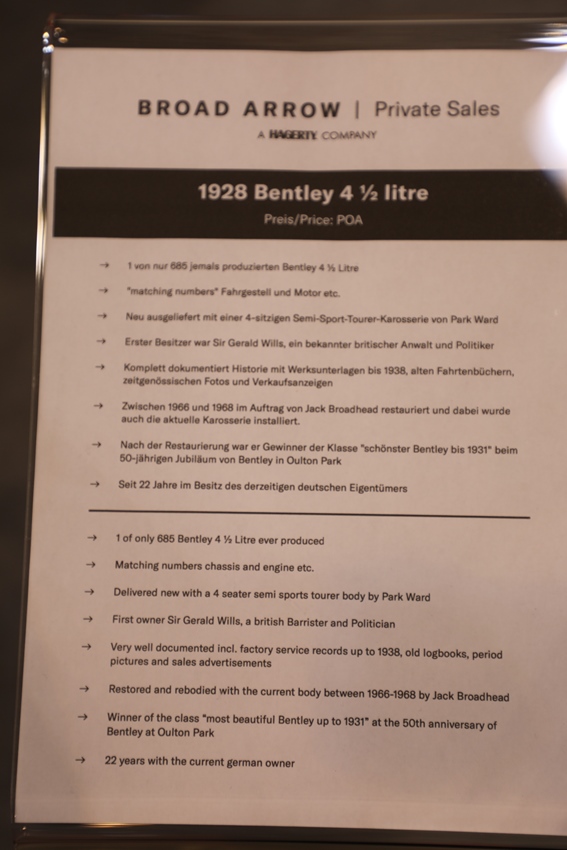 BROAD ARROW | Private Sales
A HAGERTY COMPANY
1928 Bentley 4 ½ litre
Preis/Price: POA
→ 1 von nur 685 jemals produzierten Bentley 4 ½ Litre
→ "matching numbers" Fahrgestell und Motor etc.
→ Neu ausgeliefert mit einer 4-sitzigen Semi-Sport-Tourer-Karosserie von Park Ward
→ Erster Besitzer war Sir Gerald Wills, ein bekannter britischer Anwalt und Politiker
→ Komplett dokumentiert Historie mit Werksunterlagen bis 1938, alten Fahrtenbüchern,
zeitgenössischen Fotos und Verkaufsanzeigen
→ Zwischen 1966 und 1968 im Auftrag von Jack Broadhead restauriert und dabei wurde
auch die aktuelle Karosserie installiert.
→ Nach der Restaurierung war er Gewinner der Klasse "schönster Bentley bis 1931" beim
50-jährigen Jubiläum von Bentley in Oulton Park
→ Seit 22 Jahre im Besitz des derzeitigen deutschen Eigentümers
→ 1 of only 685 Bentley 4 ½ Litre ever produced
→ Matching numbers chassis and engine etc.
→ Delivered new with a 4 seater semi sports tourer body by Park Ward
→ First owner Sir Gerald Wills, a british Barrister and Politician
→ Very well documented incl. factory service records up to 1938, old logbooks, period
pictures and sales advertisements
→ Restored and rebodied with the current body between 1966-1968 by Jack Broadhead
→ Winner of the class "most beautiful Bentley up to 1931" at the 50th anniversary of
Bentley at Oulton Park
→ 22 years with the current german owner